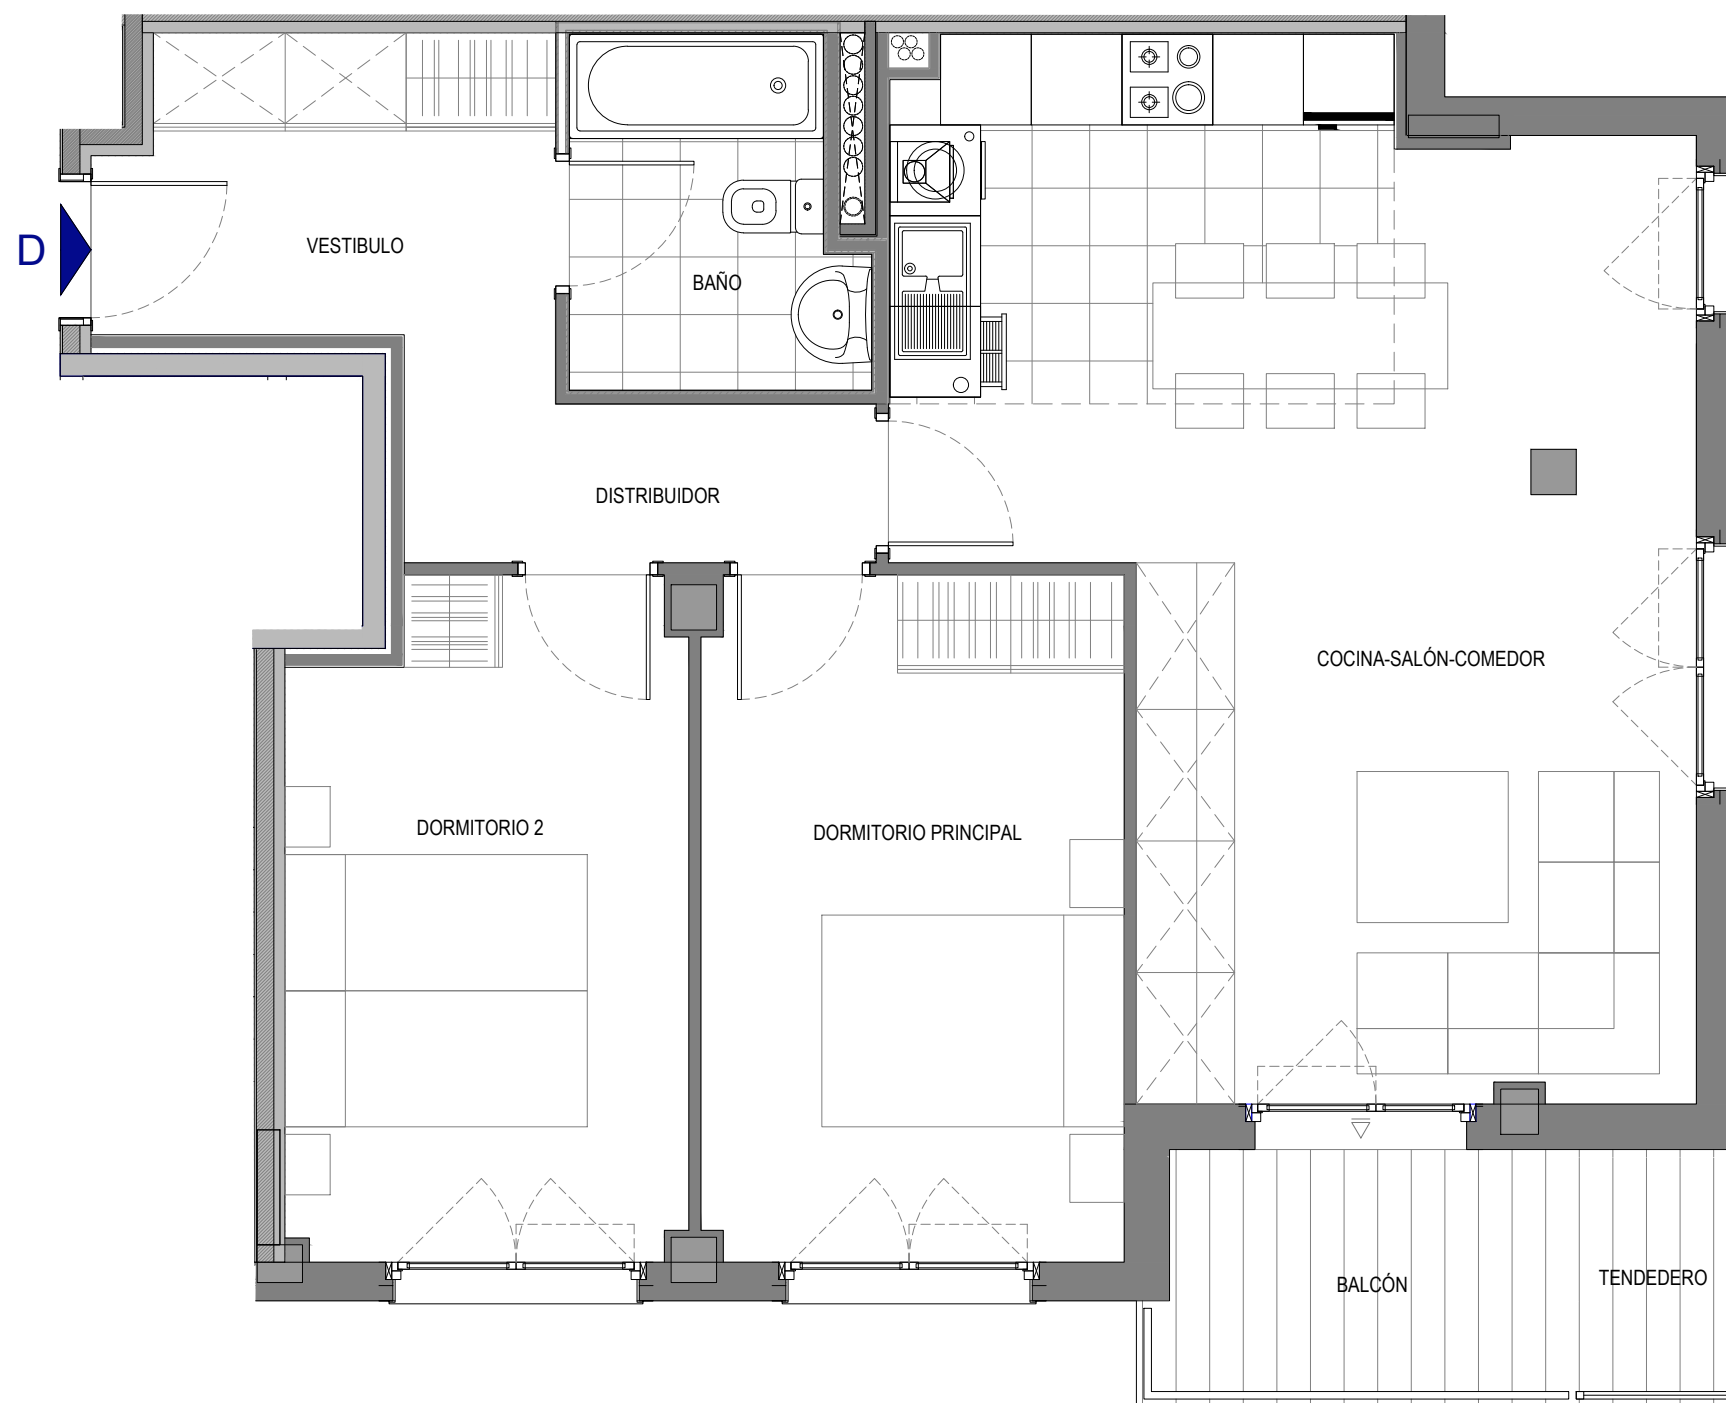 D
VESTIBULO
BAÑO
DISTRIBUIDOR
COCINA-SALÓN-COMEDOR
DORMITORIO 2
DORMITORIO PRINCIPAL
BALCÓN
TENDEDERO